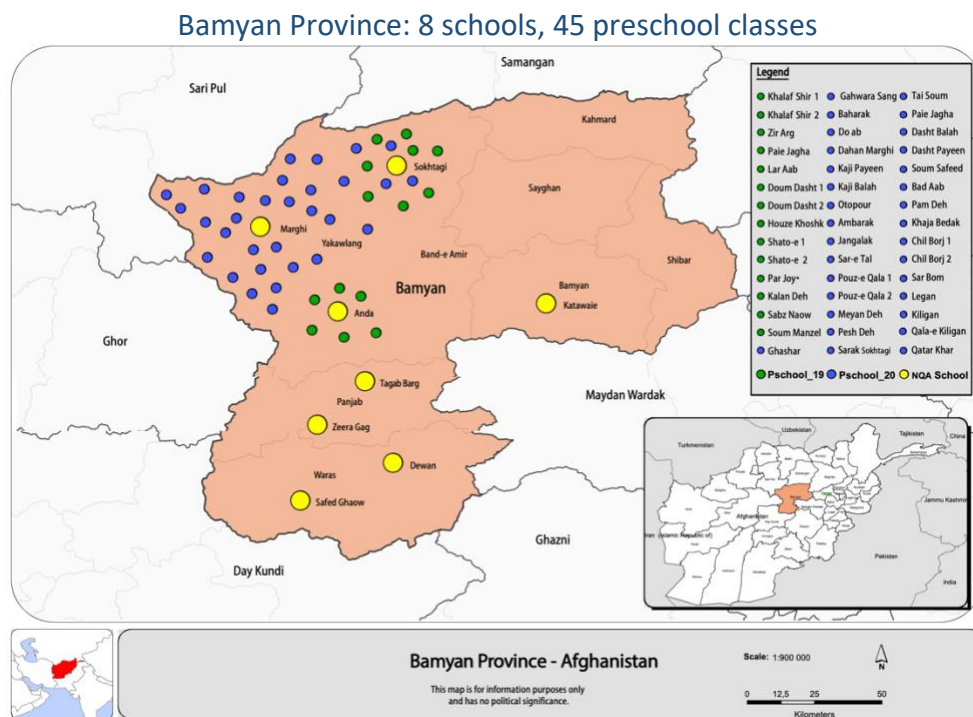 Bamyan Province: 8 schools, 45 preschool classes
Samangan
Sari Pul
Kahmard
Sokhtagi
Sayghan
Marghi
Yakawlang
Band-e Amir
Shibar
Bamyan
Bamyan
Katawaie
Anda
Ghor
Tagab Barg
Panjab
Maydan Wardak
Zeera Gag
Dewan
Waras
Safed Ghaow
Ghazni
Day Kundi
Legend
Khalaf Shir 1 Gahwara Sang Tai Soum
Khalaf Shir 2 Baharak Paie Jagha
Zir Arg Do ab Dasht Balah
Paie Jagha Dahan Marghi Dasht Payeen
Lar Aab Kaji Payeen Soum Safeed
Doum Dasht 1 Kaji Balah Bad Aab
Doum Dasht 2 Otopour Pam Deh
Houze Khoshk Ambarak Khaja Bedak
Shato-e 1 Jangalak Chil Borj 1
Shato-e 2 Sar-e Tal Chil Borj 2
Par Joy* Pouz-e Qala 1 Sar Bom
Kalan Deh Pouz-e Qala 2 Legan
Sabz Naow Meyan Deh Kiligan
Soum Manzel Pesh Deh Qala-e Kiligan
Ghashar Sarak Sokhtagi Qatar Khar
Pschool_19 Pschool_20 NQA School
Uzbekistan
Tajikistan
China
Turkmenistan
Jammu Kashmir
Afghanistan
(Islamic Republic of)
Pakistan
India
Bamyan Province - Afghanistan
This map is for information purposes only
and has no political significance.
Scale: 1:900 000
N
0 12,5 25 50
Kilometers